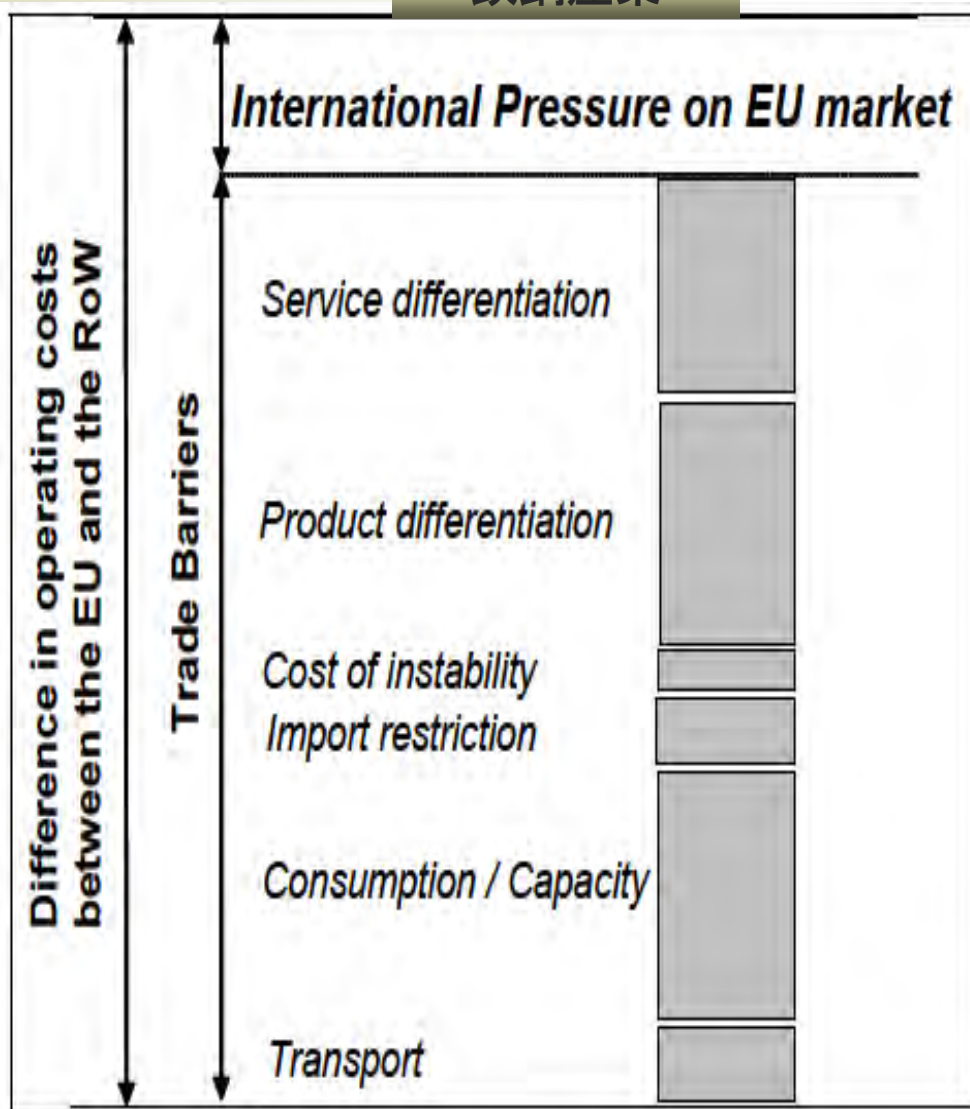 International Pressure on EU market
Difference in operating costs
between the EU and the RoW
Trade Barriers
Service differentiation
Product differentiation
Cost of instability
Import restriction
Consumption / Capacity
Transport